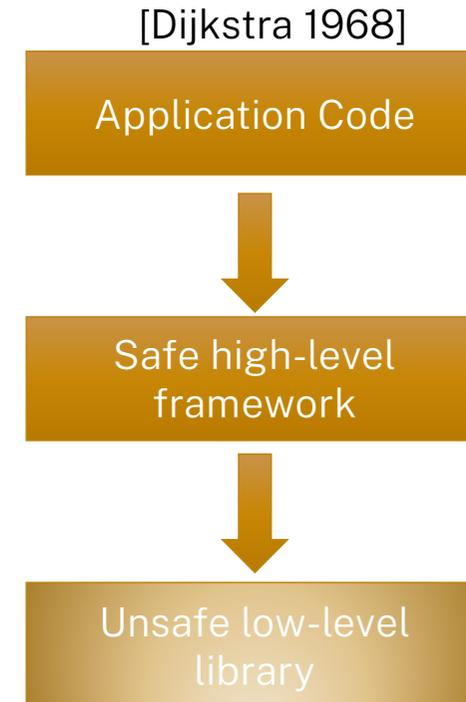 [Dijkstra 1968]
Application Code
Safe high-level
framework
Unsafe low-level
library